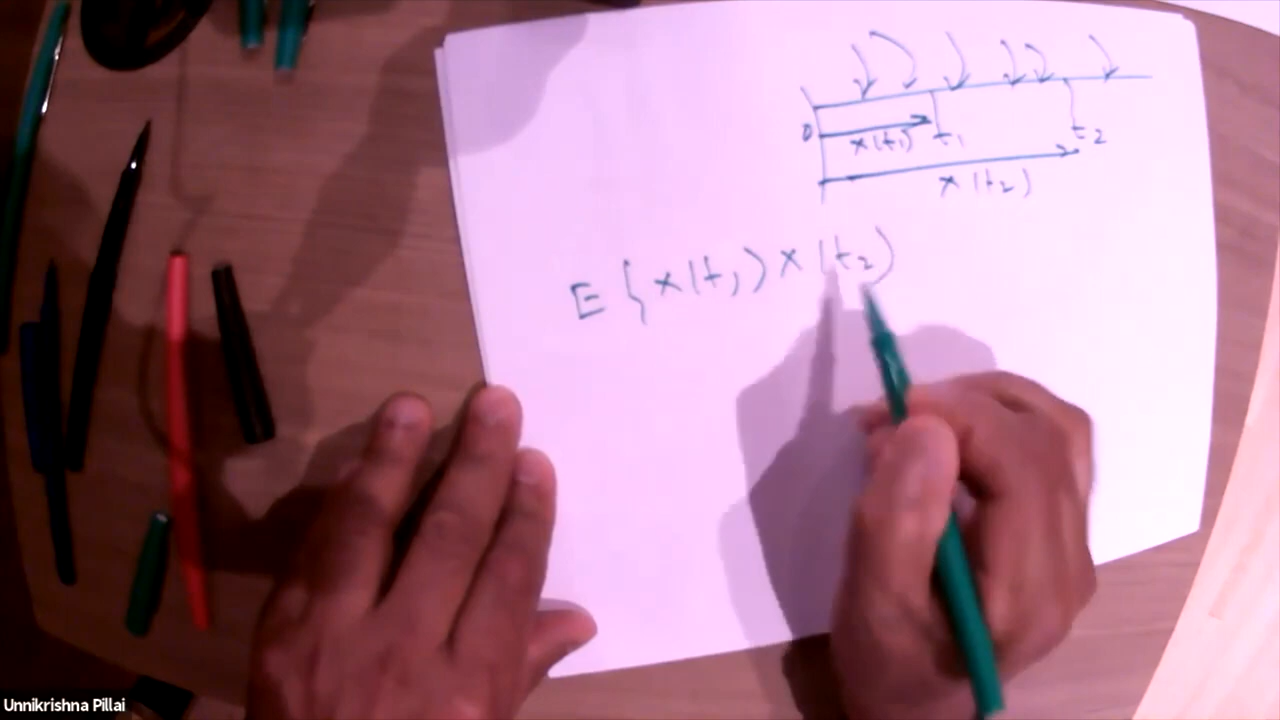 0 x(t₁) t₁ t₂
x(t₂)
E { x(t₁) x(t₂)
Unnikrishna Pillai